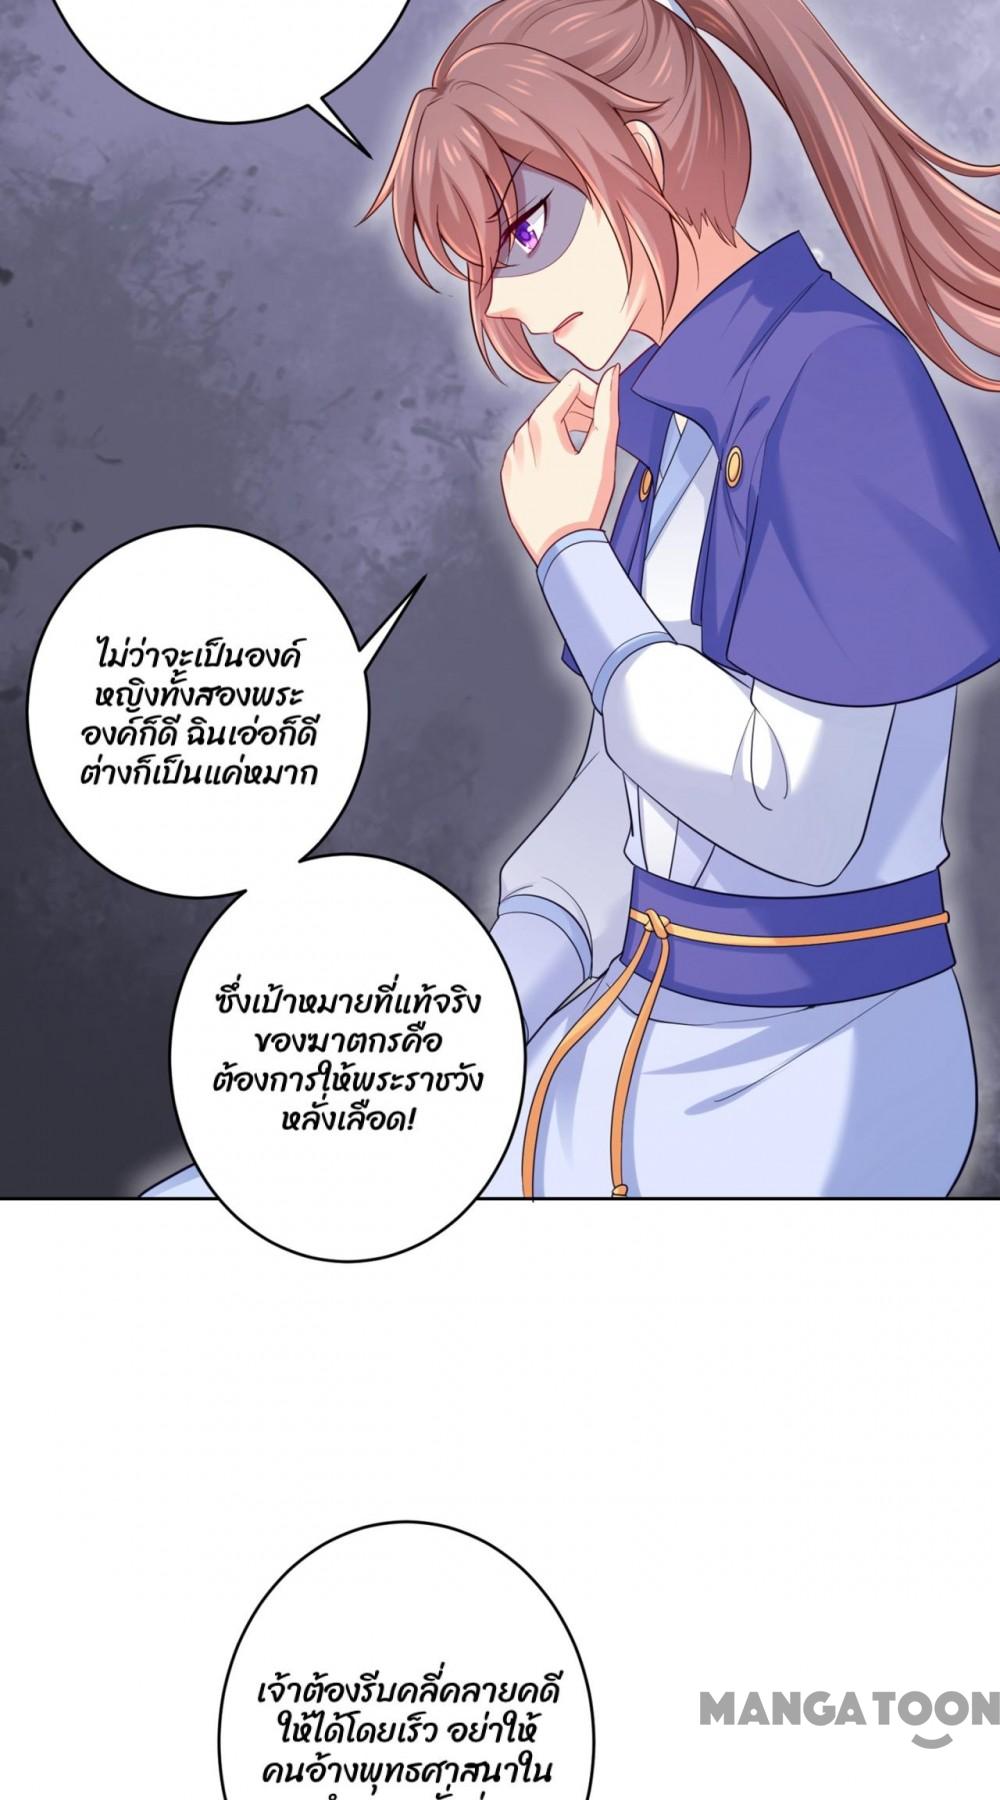 ไม่ว่าจะเป็นองค์
หญิงทั้งสองพระ
องค์ก็ดี ฉินเอ่อก็ดี
ต่างก็เป็นแค่หมาก
ซึ่งเป้าหมายที่แท้จริง
ของฆาตกรคือ
ต้องการให้พระราชวัง
หลั่งเลือด!
เจ้าต้องรีบคลี่คลายคดี
ให้ได้โดยเร็ว อย่าให้
คนอ้างพุทธศาสนาใน
MANGATOON